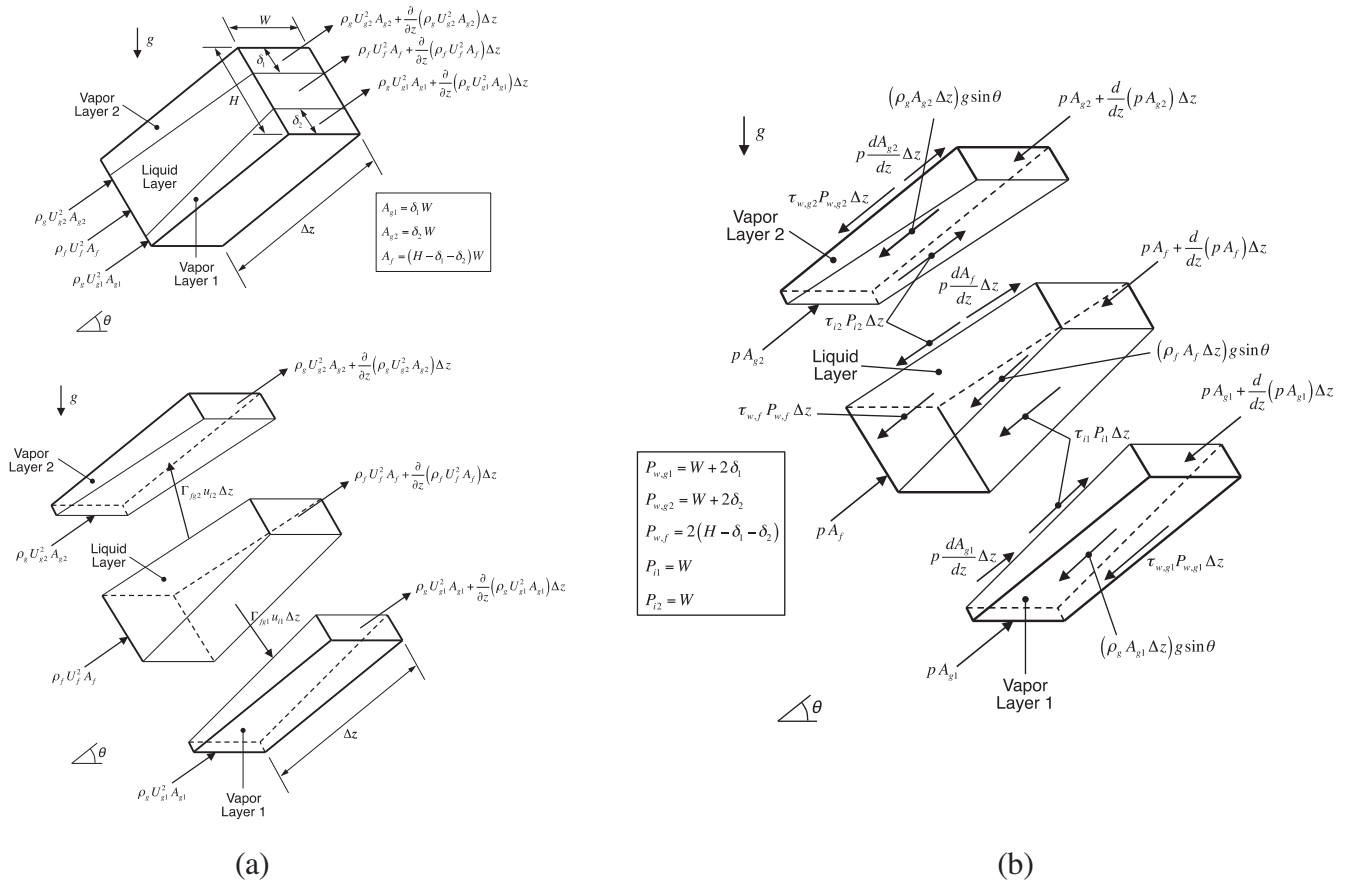 W
ρ_g U_{g2}^2 A_{g2} + ∂/∂z (ρ_g U_{g2}^2 A_{g2}) Δz
g
ρ_f U_f^2 A_f + ∂/∂z (ρ_f U_f^2 A_f) Δz
δ_1
ρ_g U_{g1}^2 A_{g1} + ∂/∂z (ρ_g U_{g1}^2 A_{g1}) Δz
H
Vapor
Layer 2
δ_2
Liquid
Layer
ρ_g U_{g2}^2 A_{g2}
Δz
A_{g1} = δ_1 W
A_{g2} = δ_2 W
A_f = (H − δ_1 − δ_2) W
ρ_f U_f^2 A_f
Vapor
Layer 1
ρ_g U_{g1}^2 A_{g1}
θ
ρ_g U_{g2}^2 A_{g2} + ∂/∂z (ρ_g U_{g2}^2 A_{g2}) Δz
g
Vapor
Layer 2
ρ_f U_f^2 A_f + ∂/∂z (ρ_f U_f^2 A_f) Δz
Γ_{fg2} u_{i2} Δz
ρ_g U_{g2}^2 A_{g2}
Liquid
Layer
ρ_g U_{g1}^2 A_{g1} + ∂/∂z (ρ_g U_{g1}^2 A_{g1}) Δz
Γ_{fg1} u_{i1} Δz
ρ_f U_f^2 A_f
Δz
θ
ρ_g U_{g1}^2 A_{g1}
Vapor
Layer 1
(a)
(ρ_g A_{g2} Δz) g sinθ
p A_{g2} + d/dz (p A_{g2}) Δz
g
p dA_{g2}/dz Δz
τ_{w,g2} P_{w,g2} Δz
Vapor
Layer 2
p A_f + d/dz (p A_f) Δz
p dA_f/dz Δz
τ_{i2} P_{i2} Δz
p A_{g2}
Liquid
Layer
(ρ_f A_f Δz) g sinθ
p A_{g1} + d/dz (p A_{g1}) Δz
τ_{w,f} P_{w,f} Δz
τ_{i1} P_{i1} Δz
P_{w,g1} = W + 2δ_1
P_{w,g2} = W + 2δ_2
P_{w,f} = 2(H − δ_1 − δ_2)
P_{i1} = W
P_{i2} = W
p A_f
p dA_{g1}/dz Δz
τ_{w,g1} P_{w,g1} Δz
(ρ_g A_{g1} Δz) g sinθ
p A_{g1}
Vapor
Layer 1
θ
(b)